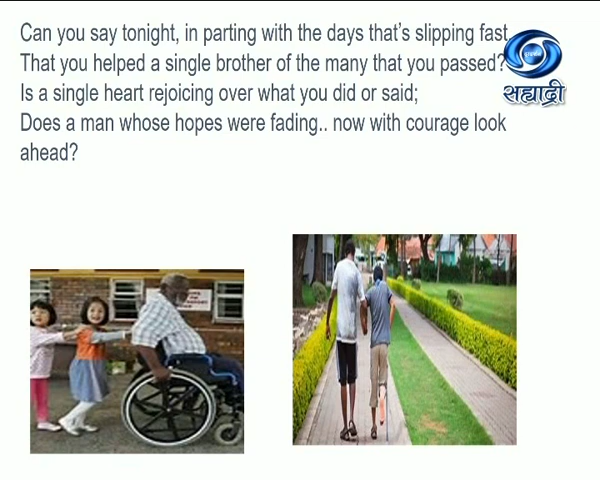 Can you say tonight, in parting with the days that's slipping fast,
That you helped a single brother of the many that you passed?
Is a single heart rejoicing over what you did or said;
Does a man whose hopes were fading.. now with courage look
ahead?
सह्याद्री